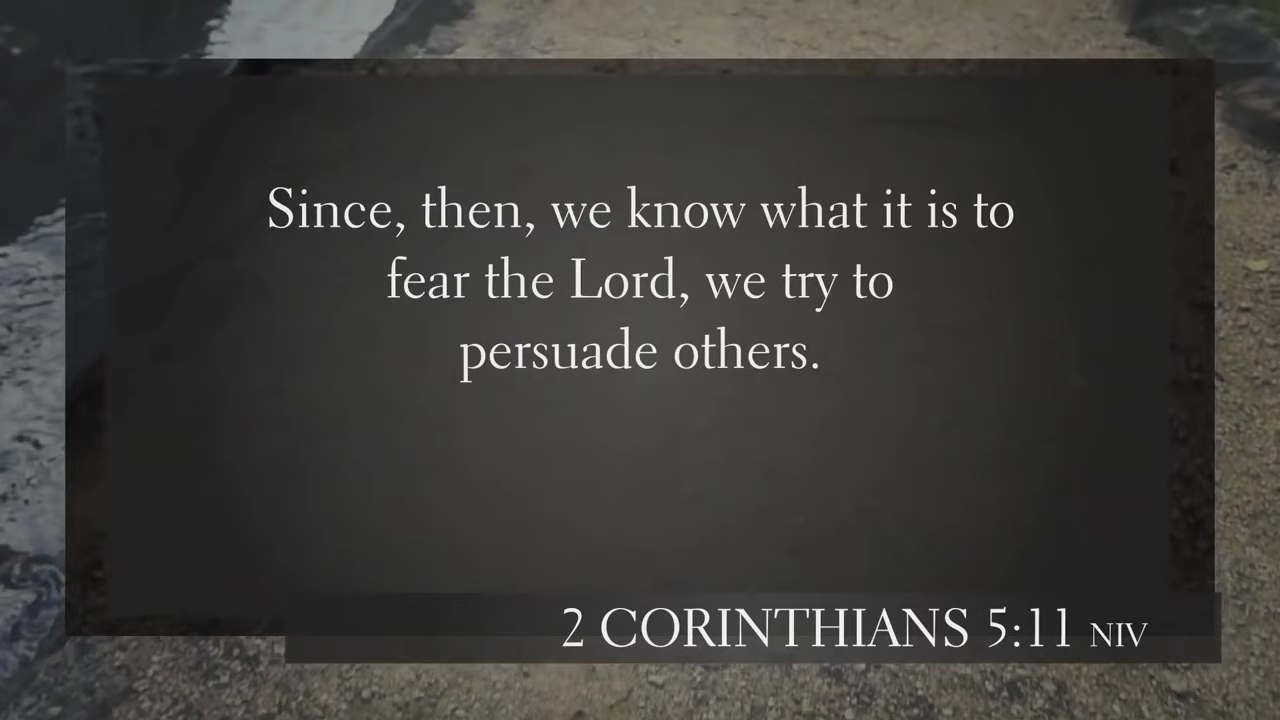 Since, then, we know what it is to
fear the Lord, we try to
persuade others.
2 CORINTHIANS 5:11 NIV